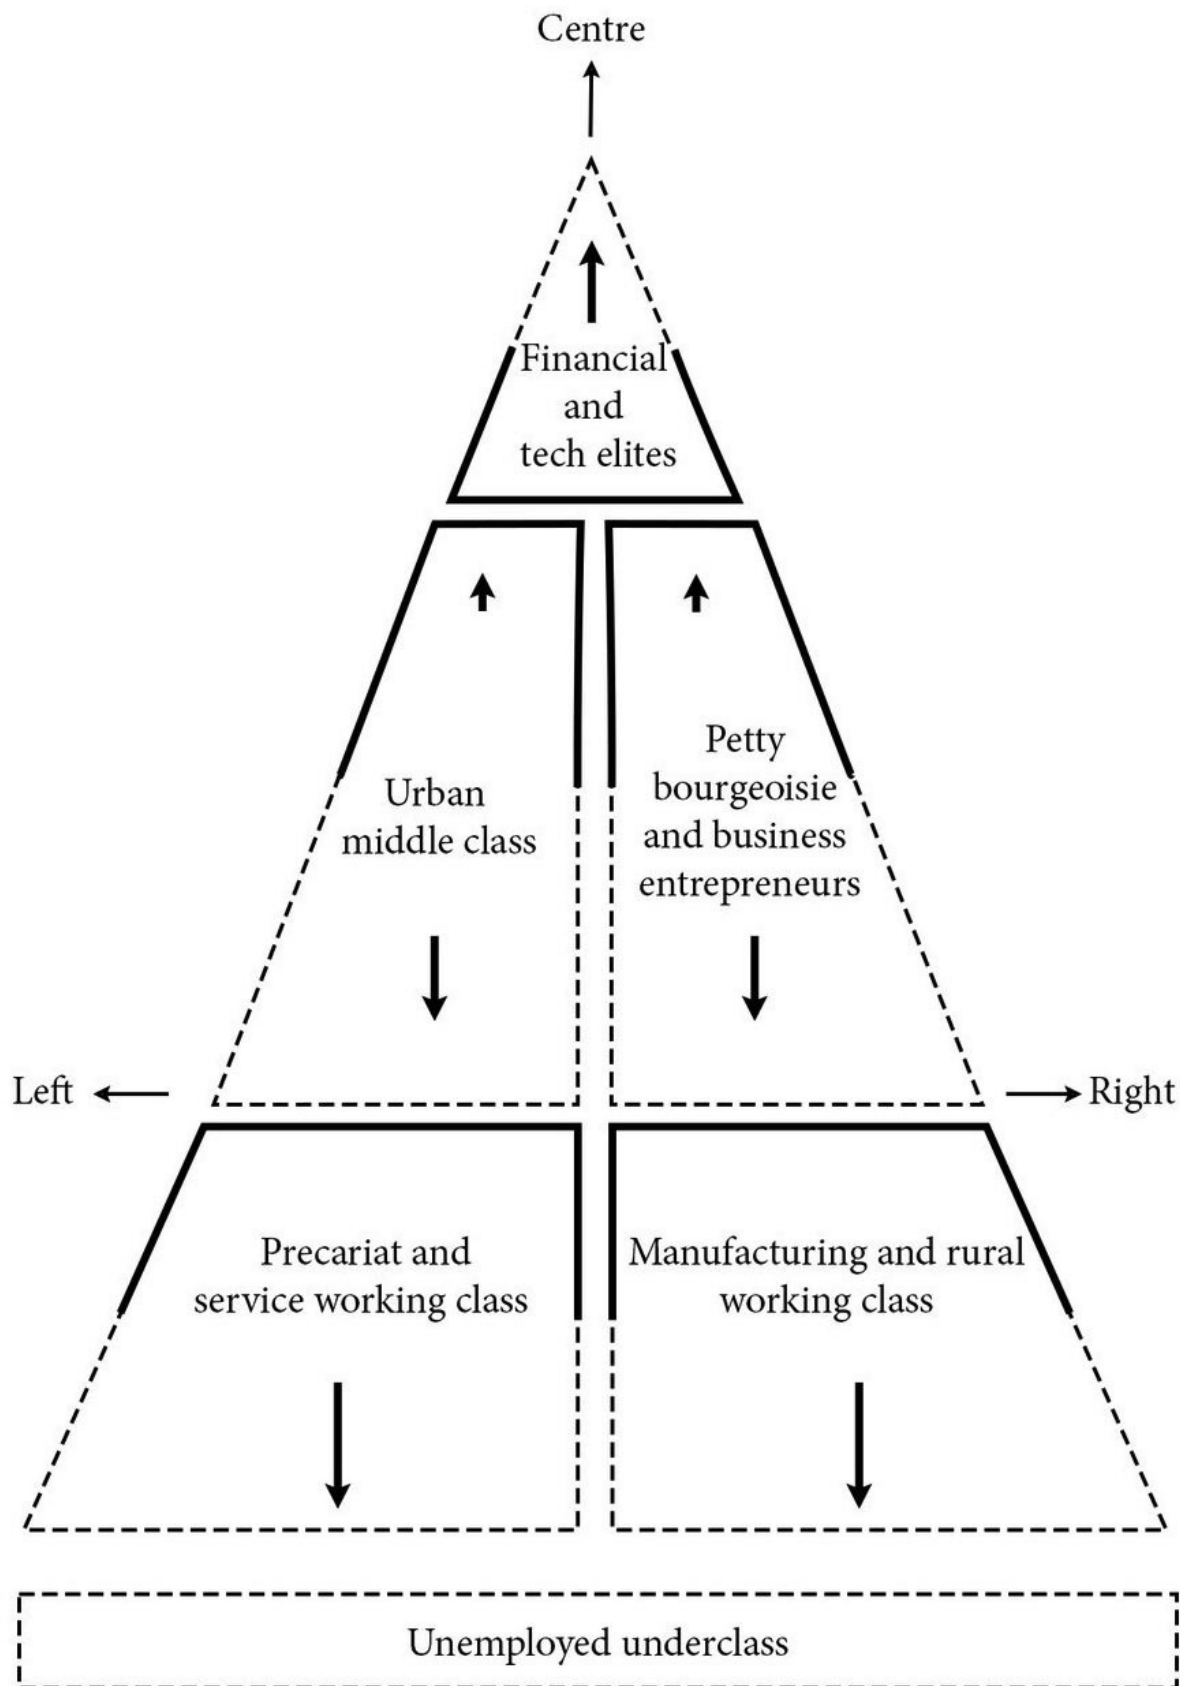 Centre
Financial
and
tech elites
Urban
middle class
Petty
bourgeoisie
and business
entrepreneurs
Left
Right
Precariat and
service working class
Manufacturing and rural
working class
Unemployed underclass